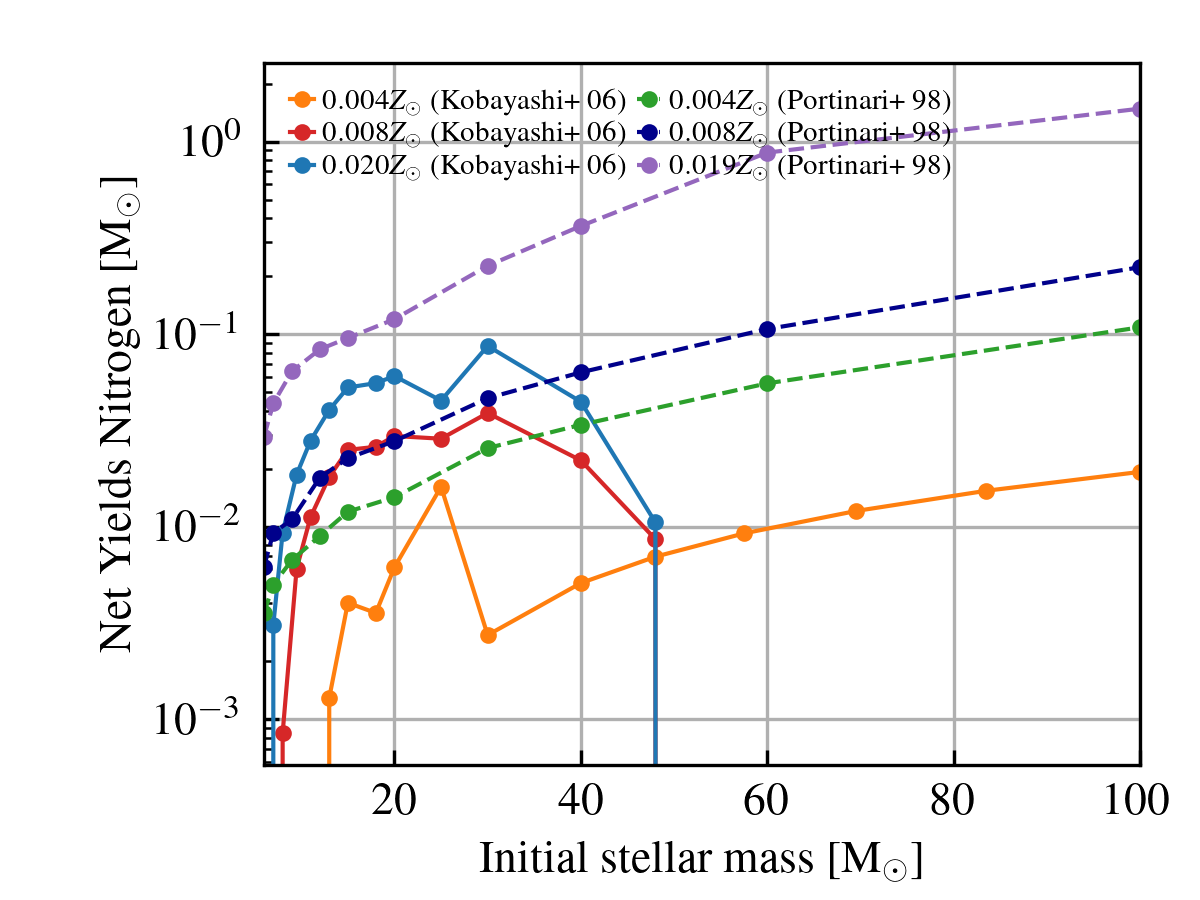 0.004Z☉ (Kobayashi+ 06)
0.008Z☉ (Kobayashi+ 06)
0.020Z☉ (Kobayashi+ 06)
0.004Z☉ (Portinari+ 98)
0.008Z☉ (Portinari+ 98)
0.019Z☉ (Portinari+ 98)
Net Yields Nitrogen [M☉]
10⁰
10⁻¹
10⁻²
10⁻³
20 40 60 80 100
Initial stellar mass [M☉]